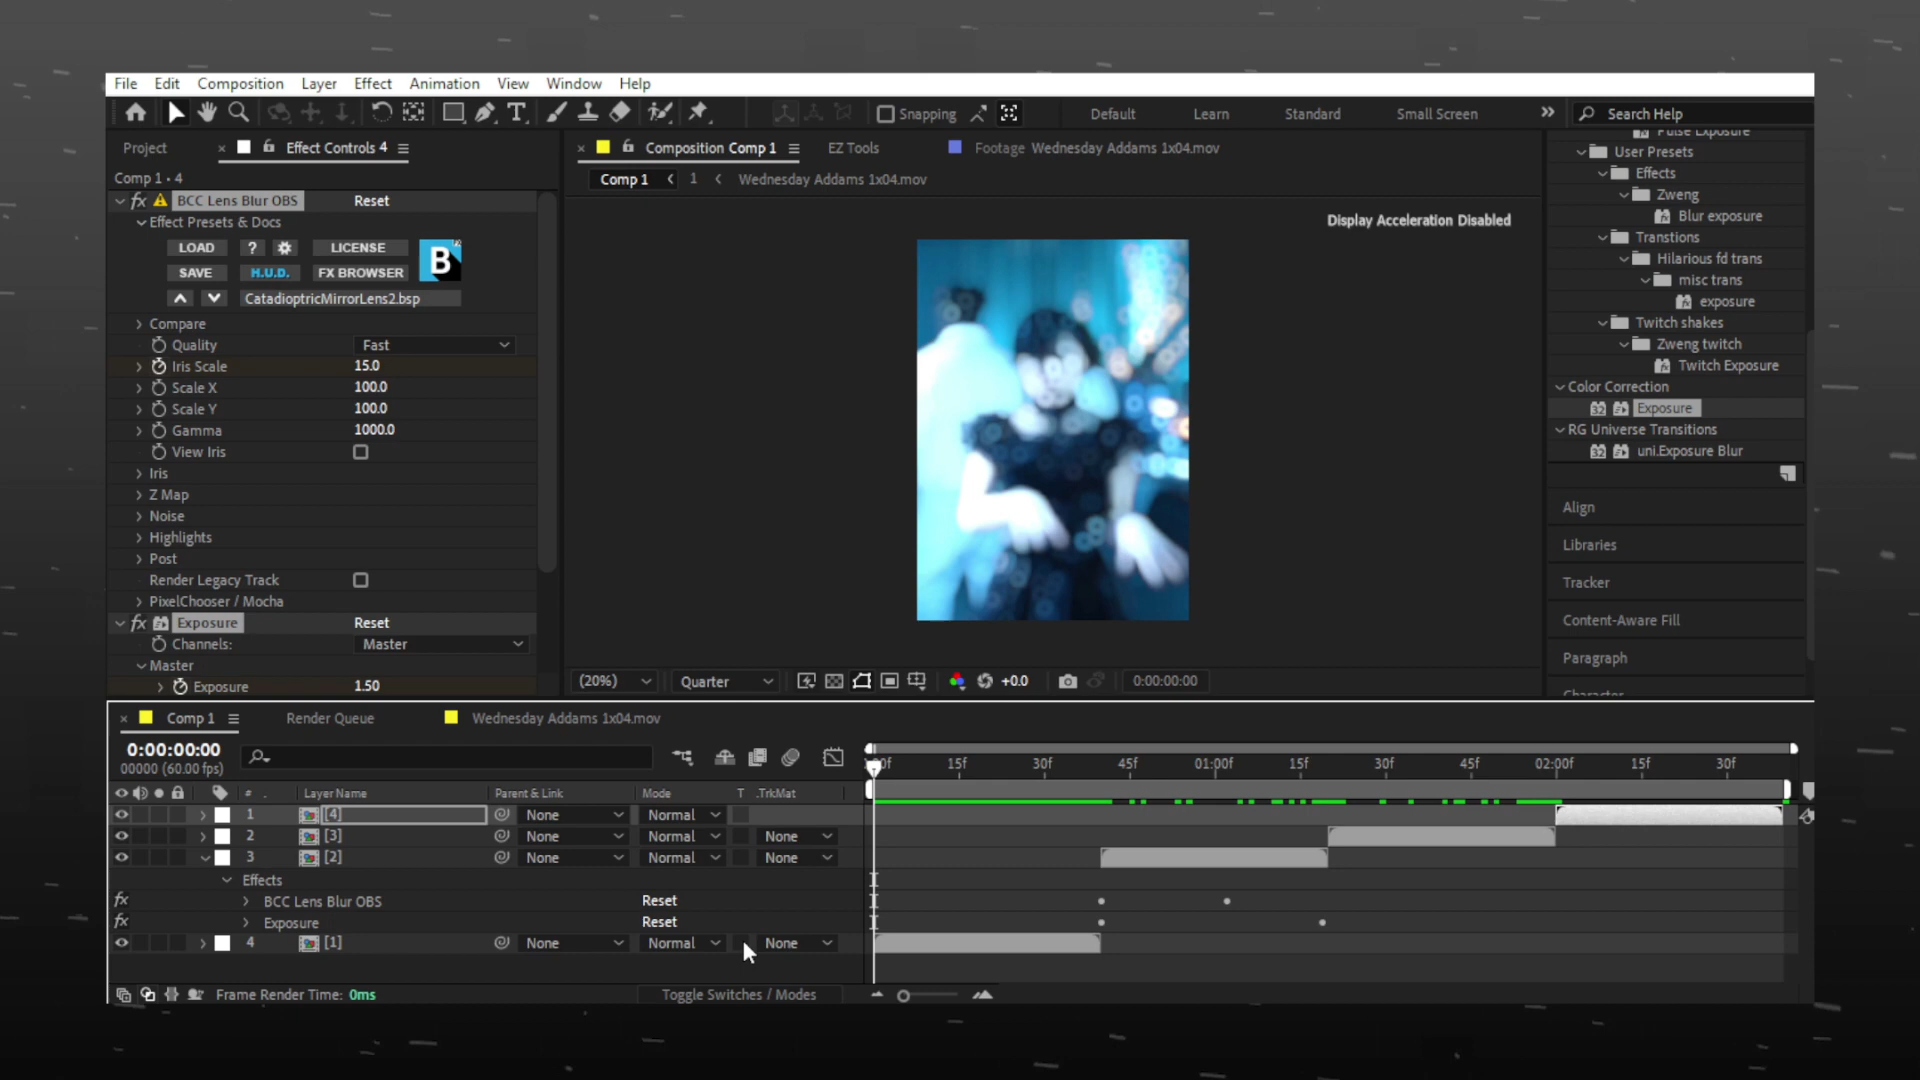 File Edit Composition Layer Effect Animation View Window Help
Snapping Default Learn Standard Small Screen Search Help
Project Effect Controls 4
Comp 1 • 4
BCC Lens Blur OBS Reset
Effect Presets & Docs
LOAD ? LICENSE
SAVE H.U.D. FX BROWSER
B
CatadioptricMirrorLens2.bsp
Compare
Quality Fast
Iris Scale 15.0
Scale X 100.0
Scale Y 100.0
Gamma 1000.0
View Iris
Iris
Z Map
Noise
Highlights
Post
Render Legacy Track
PixelChooser / Mocha
fx Exposure Reset
Channels: Master
Master
Exposure 1.50
Composition Comp 1 EZ Tools Footage Wednesday Addams 1x04.mov
Comp 1 1 Wednesday Addams 1x04.mov
Display Acceleration Disabled
(20%) Quarter +0.0 0:00:00:00
Pulse Exposure
User Presets
Effects
Zweng
Blur exposure
Transtions
Hilarious fd trans
misc trans
exposure
Twitch shakes
Zweng twitch
Twitch Exposure
Color Correction
32 Exposure
RG Universe Transitions
32 uni.Exposure Blur
Align
Libraries
Tracker
Content-Aware Fill
Paragraph
Character
Comp 1 Render Queue Wednesday Addams 1x04.mov
0:00:00:00
00000 (60.00 fps)
15f 30f 45f 01:00f 15f 30f 45f 02:00f 15f 30f
# Layer Name Parent & Link Mode T .TrkMat
1 [4] None Normal
2 [3] None Normal None
3 [2] None Normal None
Effects
fx BCC Lens Blur OBS Reset
fx Exposure Reset
4 [1] None Normal None
Frame Render Time: 0ms Toggle Switches / Modes